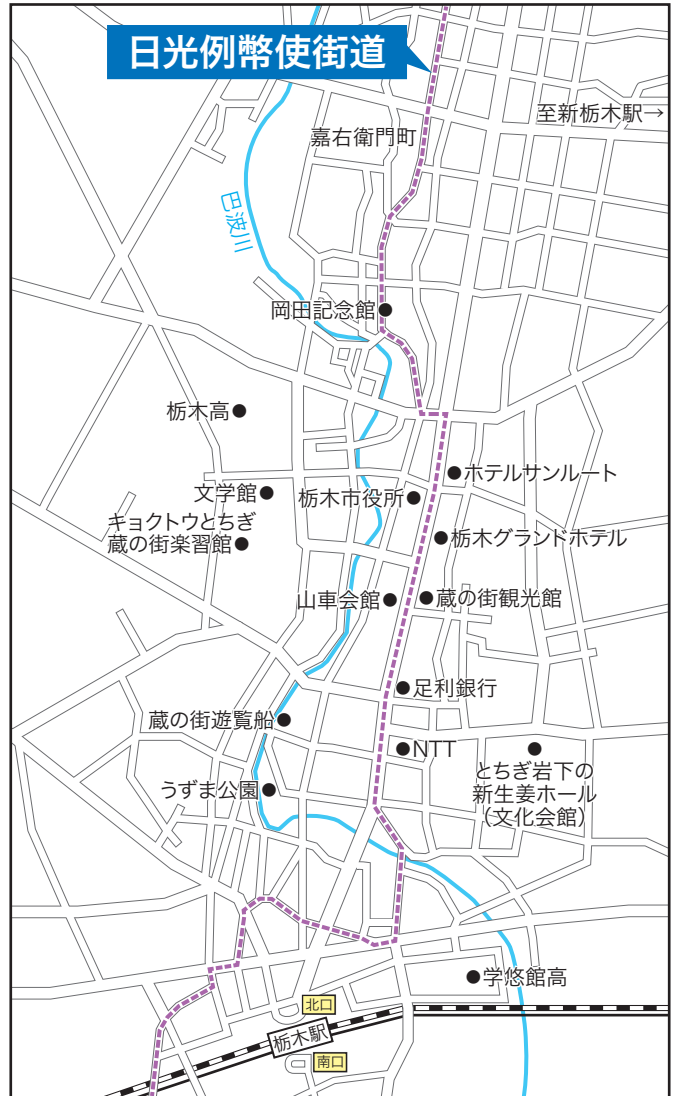 日光例幣使街道
至新栃木駅→
嘉右衛門町
巴波川
岡田記念館
栃木高
ホテルサンルート
文学館
栃木市役所
キョクトウとちぎ
蔵の街楽習館
栃木グランドホテル
山車会館
蔵の街観光館
足利銀行
蔵の街遊覧船
NTT
とちぎ岩下の
新生姜ホール
(文化会館)
うずま公園
学悠館高
北口
栃木駅
南口